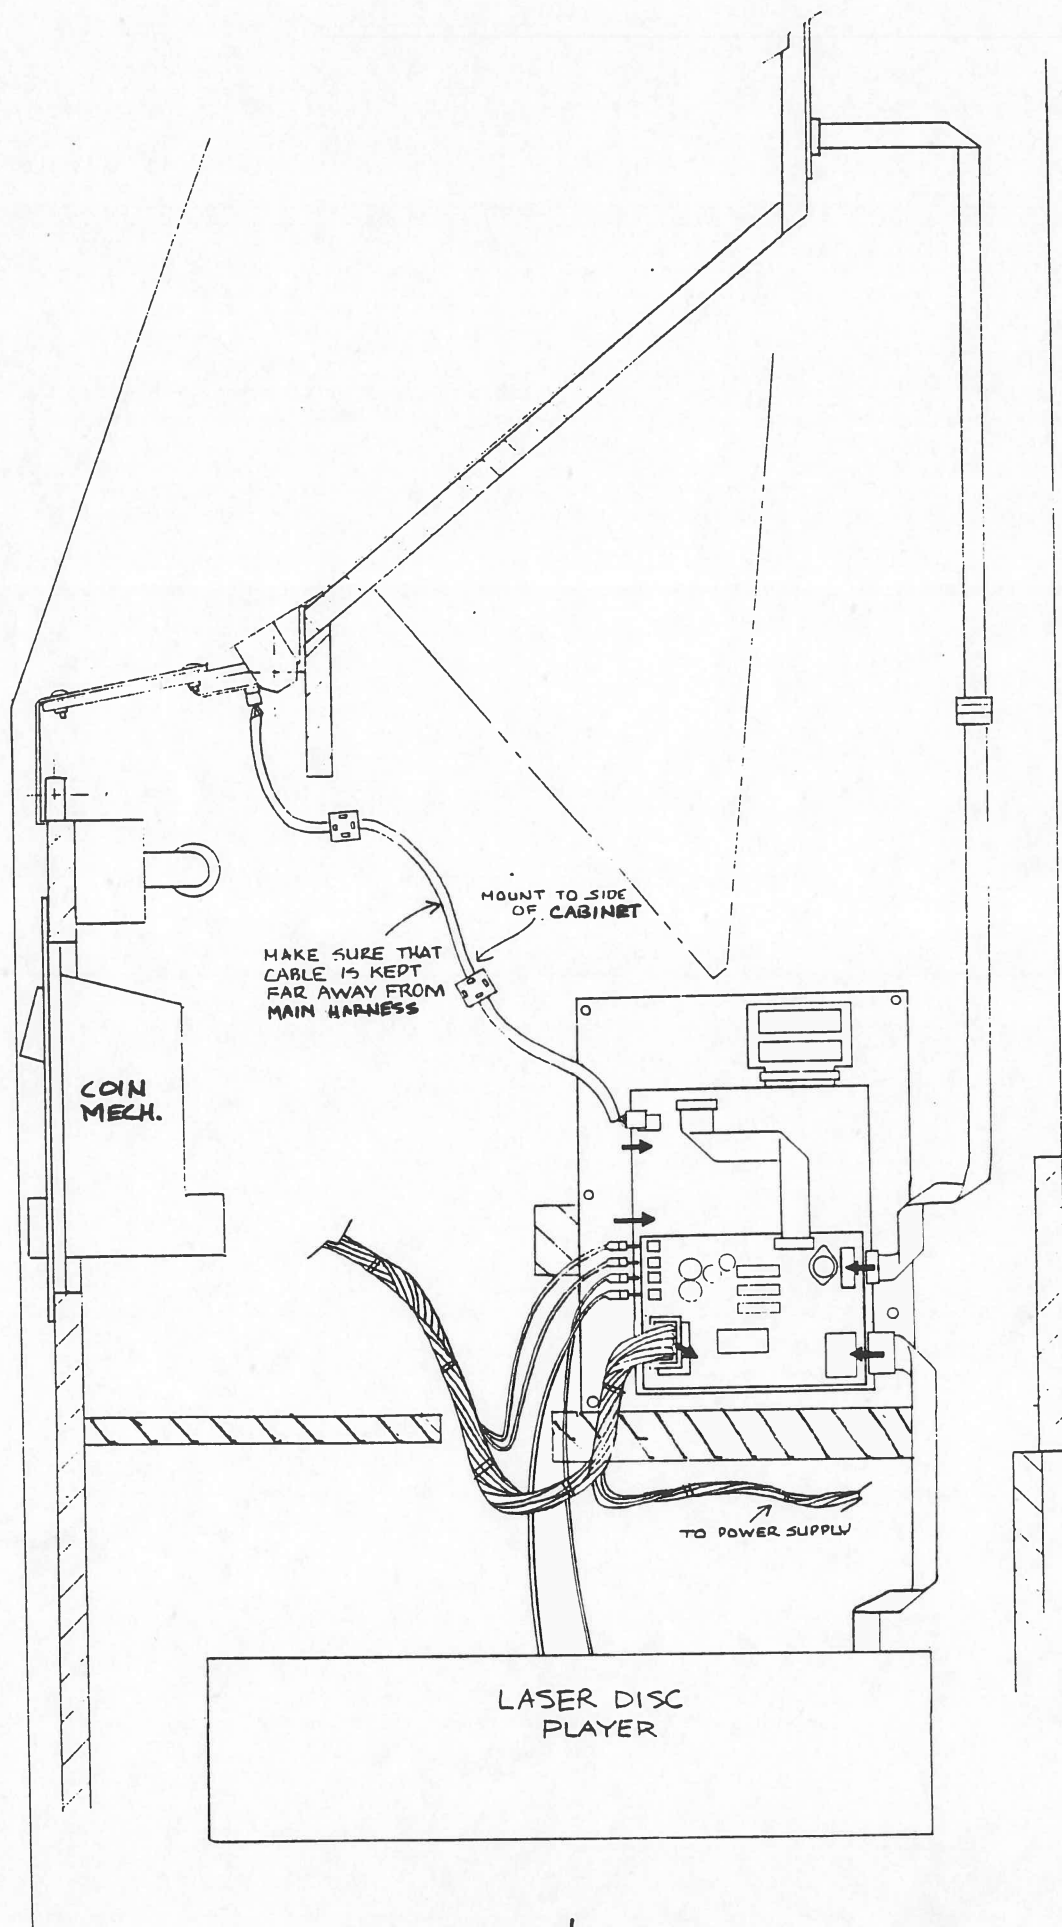 MOUNT TO SIDE
OF CABINET
MAKE SURE THAT
CABLE IS KEPT
FAR AWAY FROM
MAIN HARNESS
COIN
MECH.
TO POWER SUPPLY
LASER DISC
PLAYER